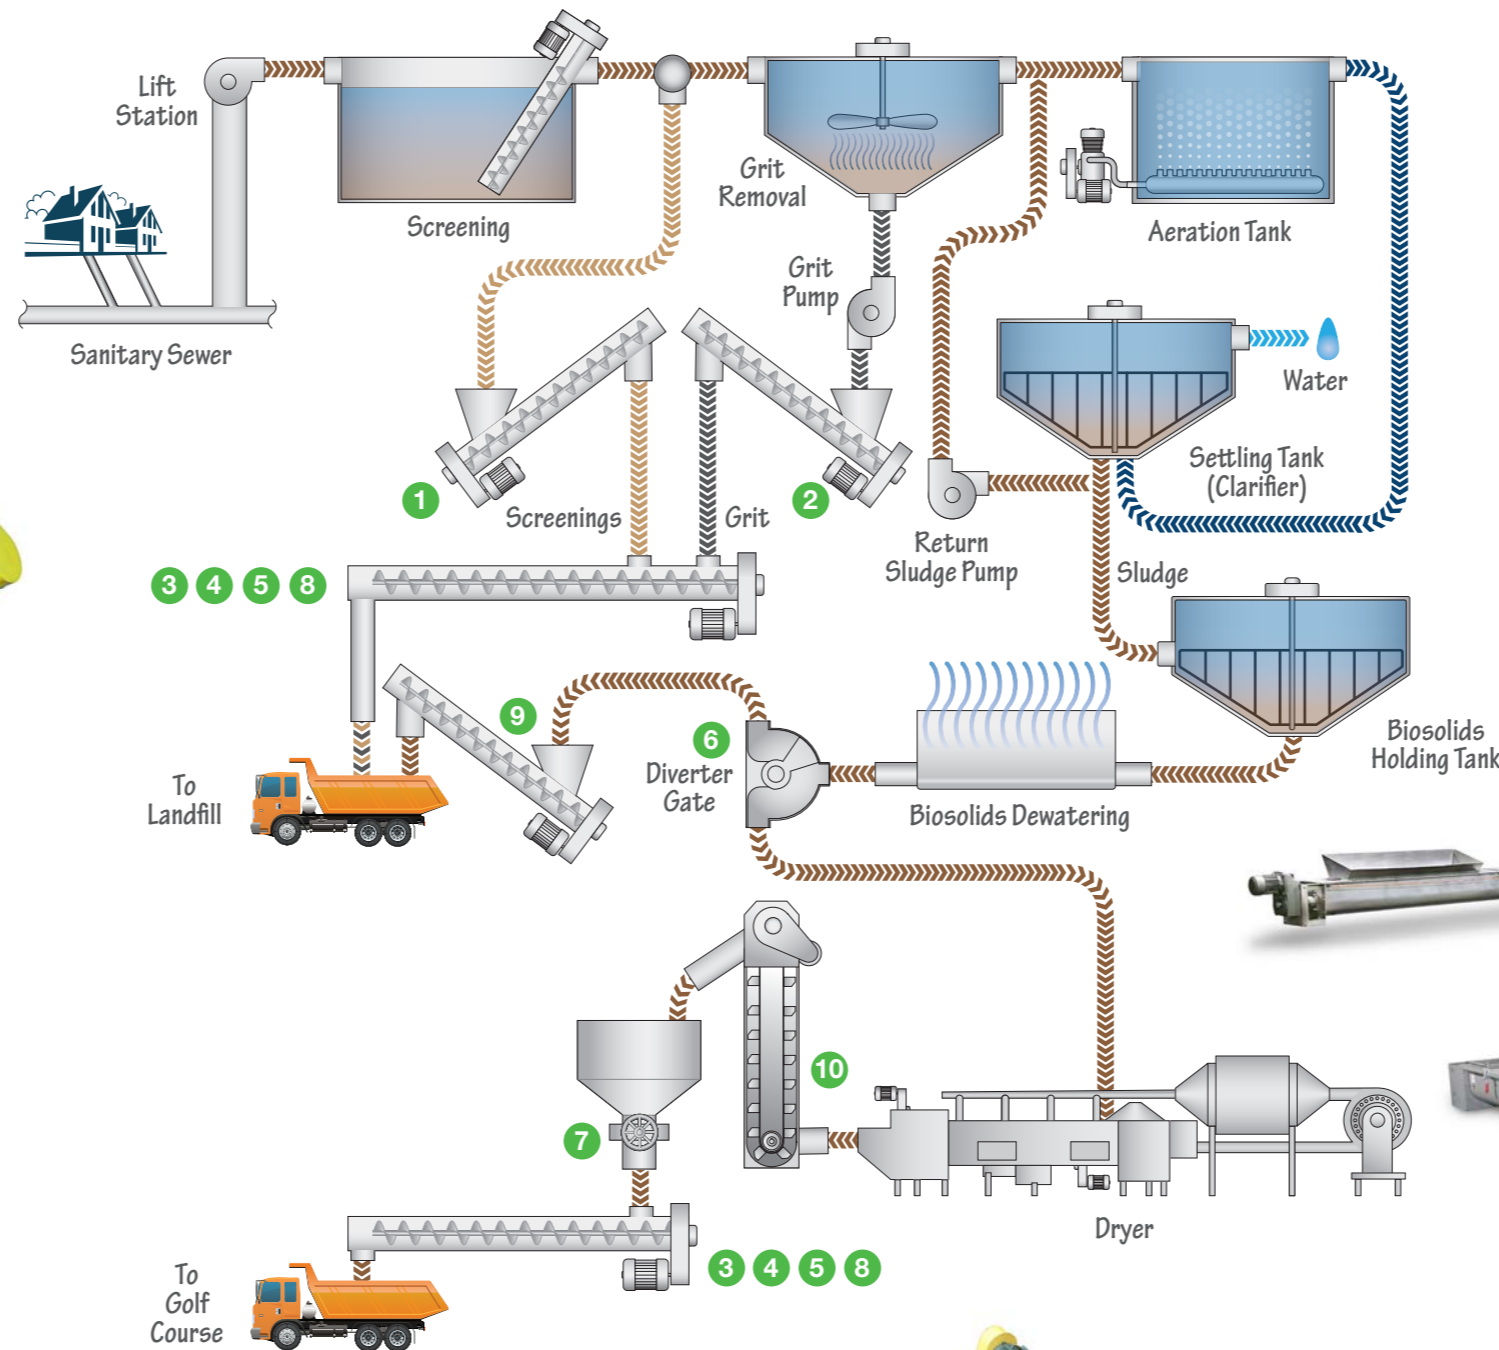 Lift
Station
Screening
Grit
Removal
Aeration Tank
Grit
Pump
Sanitary Sewer
Water
Settling Tank
(Clarifier)
1
2
Screenings
Grit
Return
Sludge Pump
Sludge
3 4 5 8
9
6
Diverter
Gate
Biosolids
Holding Tank
To
Landfill
Biosolids Dewatering
10
7
Dryer
3 4 5 8
To
Golf
Course